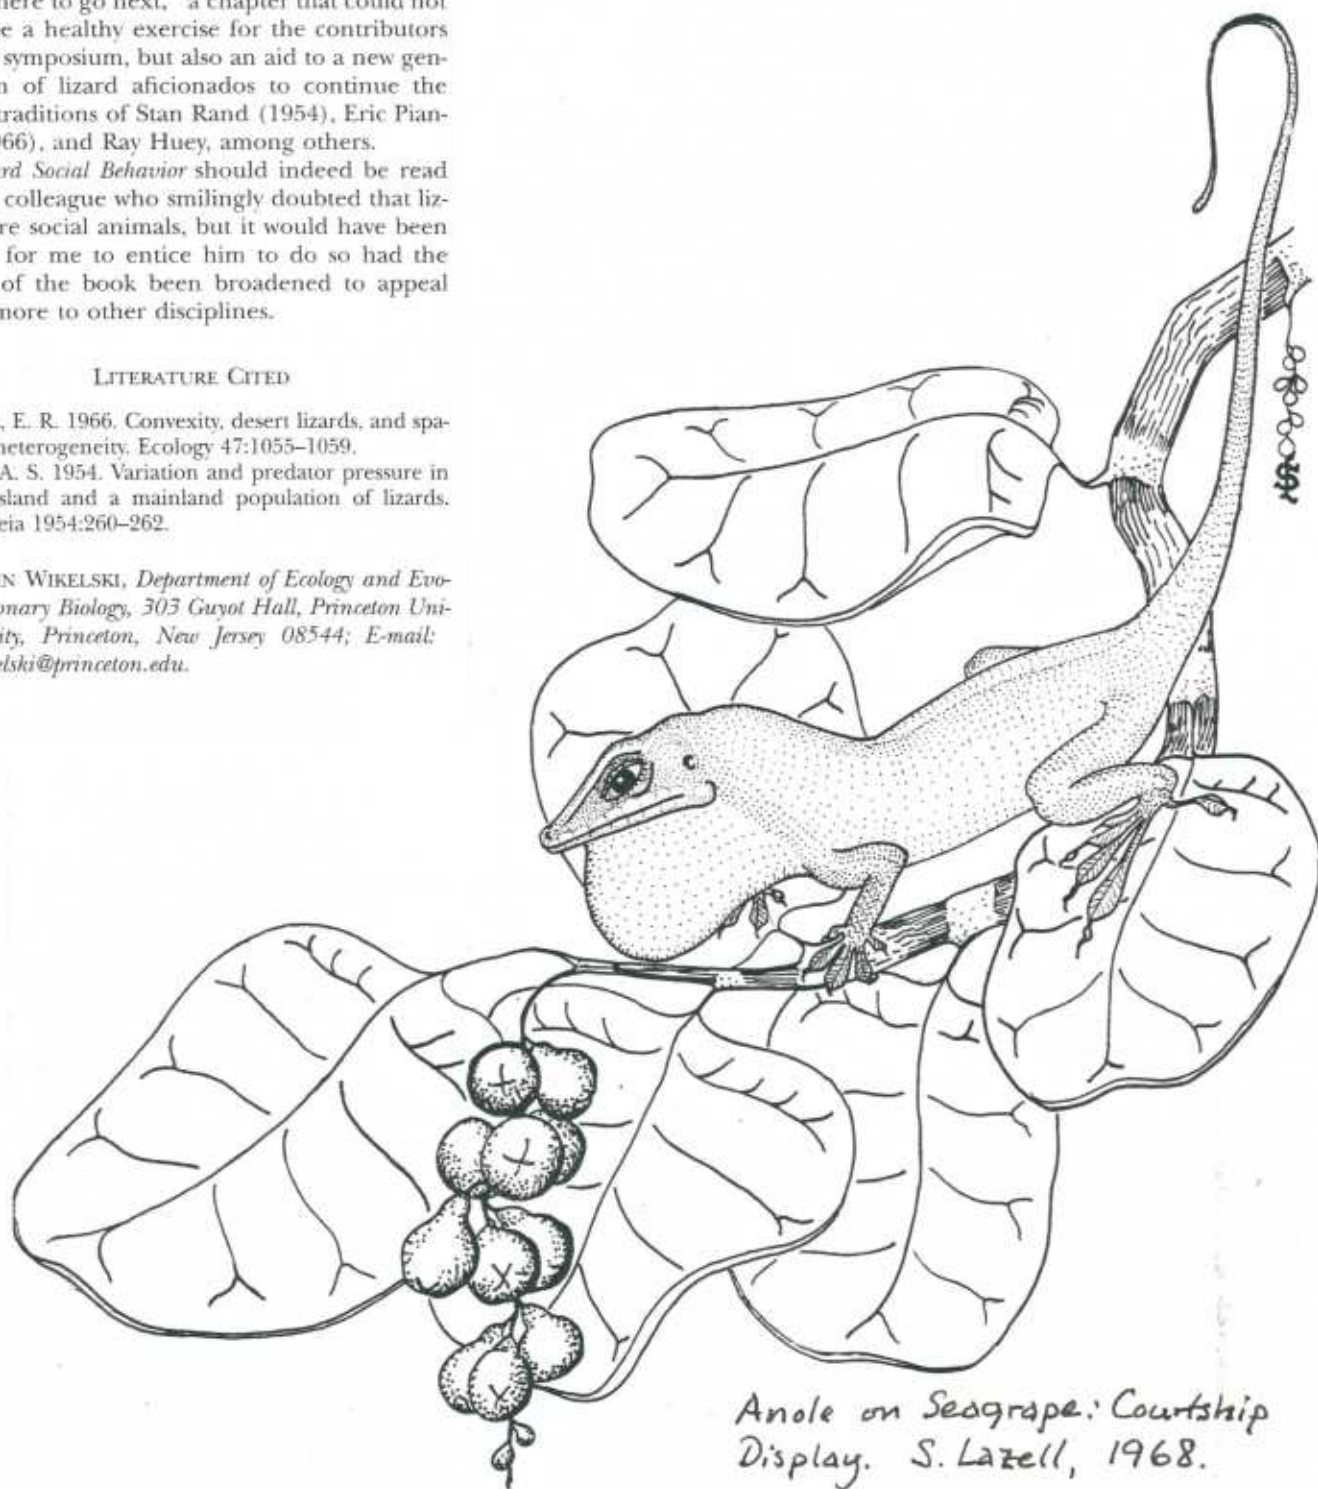 here to go next," a chapter that could not
e a healthy exercise for the contributors
symposium, but also an aid to a new gen-
n of lizard aficionados to continue the
traditions of Stan Rand (1954), Eric Pian-
66), and Ray Huey, among others.
rd Social Behavior should indeed be read
colleague who smilingly doubted that liz-
re social animals, but it would have been
for me to entice him to do so had the
of the book been broadened to appeal
more to other disciplines.
LITERATURE CITED
, E. R. 1966. Convexity, desert lizards, and spa-
heterogeneity. Ecology 47:1055–1059.
A. S. 1954. Variation and predator pressure in
sland and a mainland population of lizards.
eia 1954:260–262.
IN WIKELSKI, Department of Ecology and Evo-
onary Biology, 303 Guyot Hall, Princeton Uni-
ity, Princeton, New Jersey 08544; E-mail:
elski@princeton.edu.
Anole on Seagrape: Courtship
Display. S. Lazell, 1968.